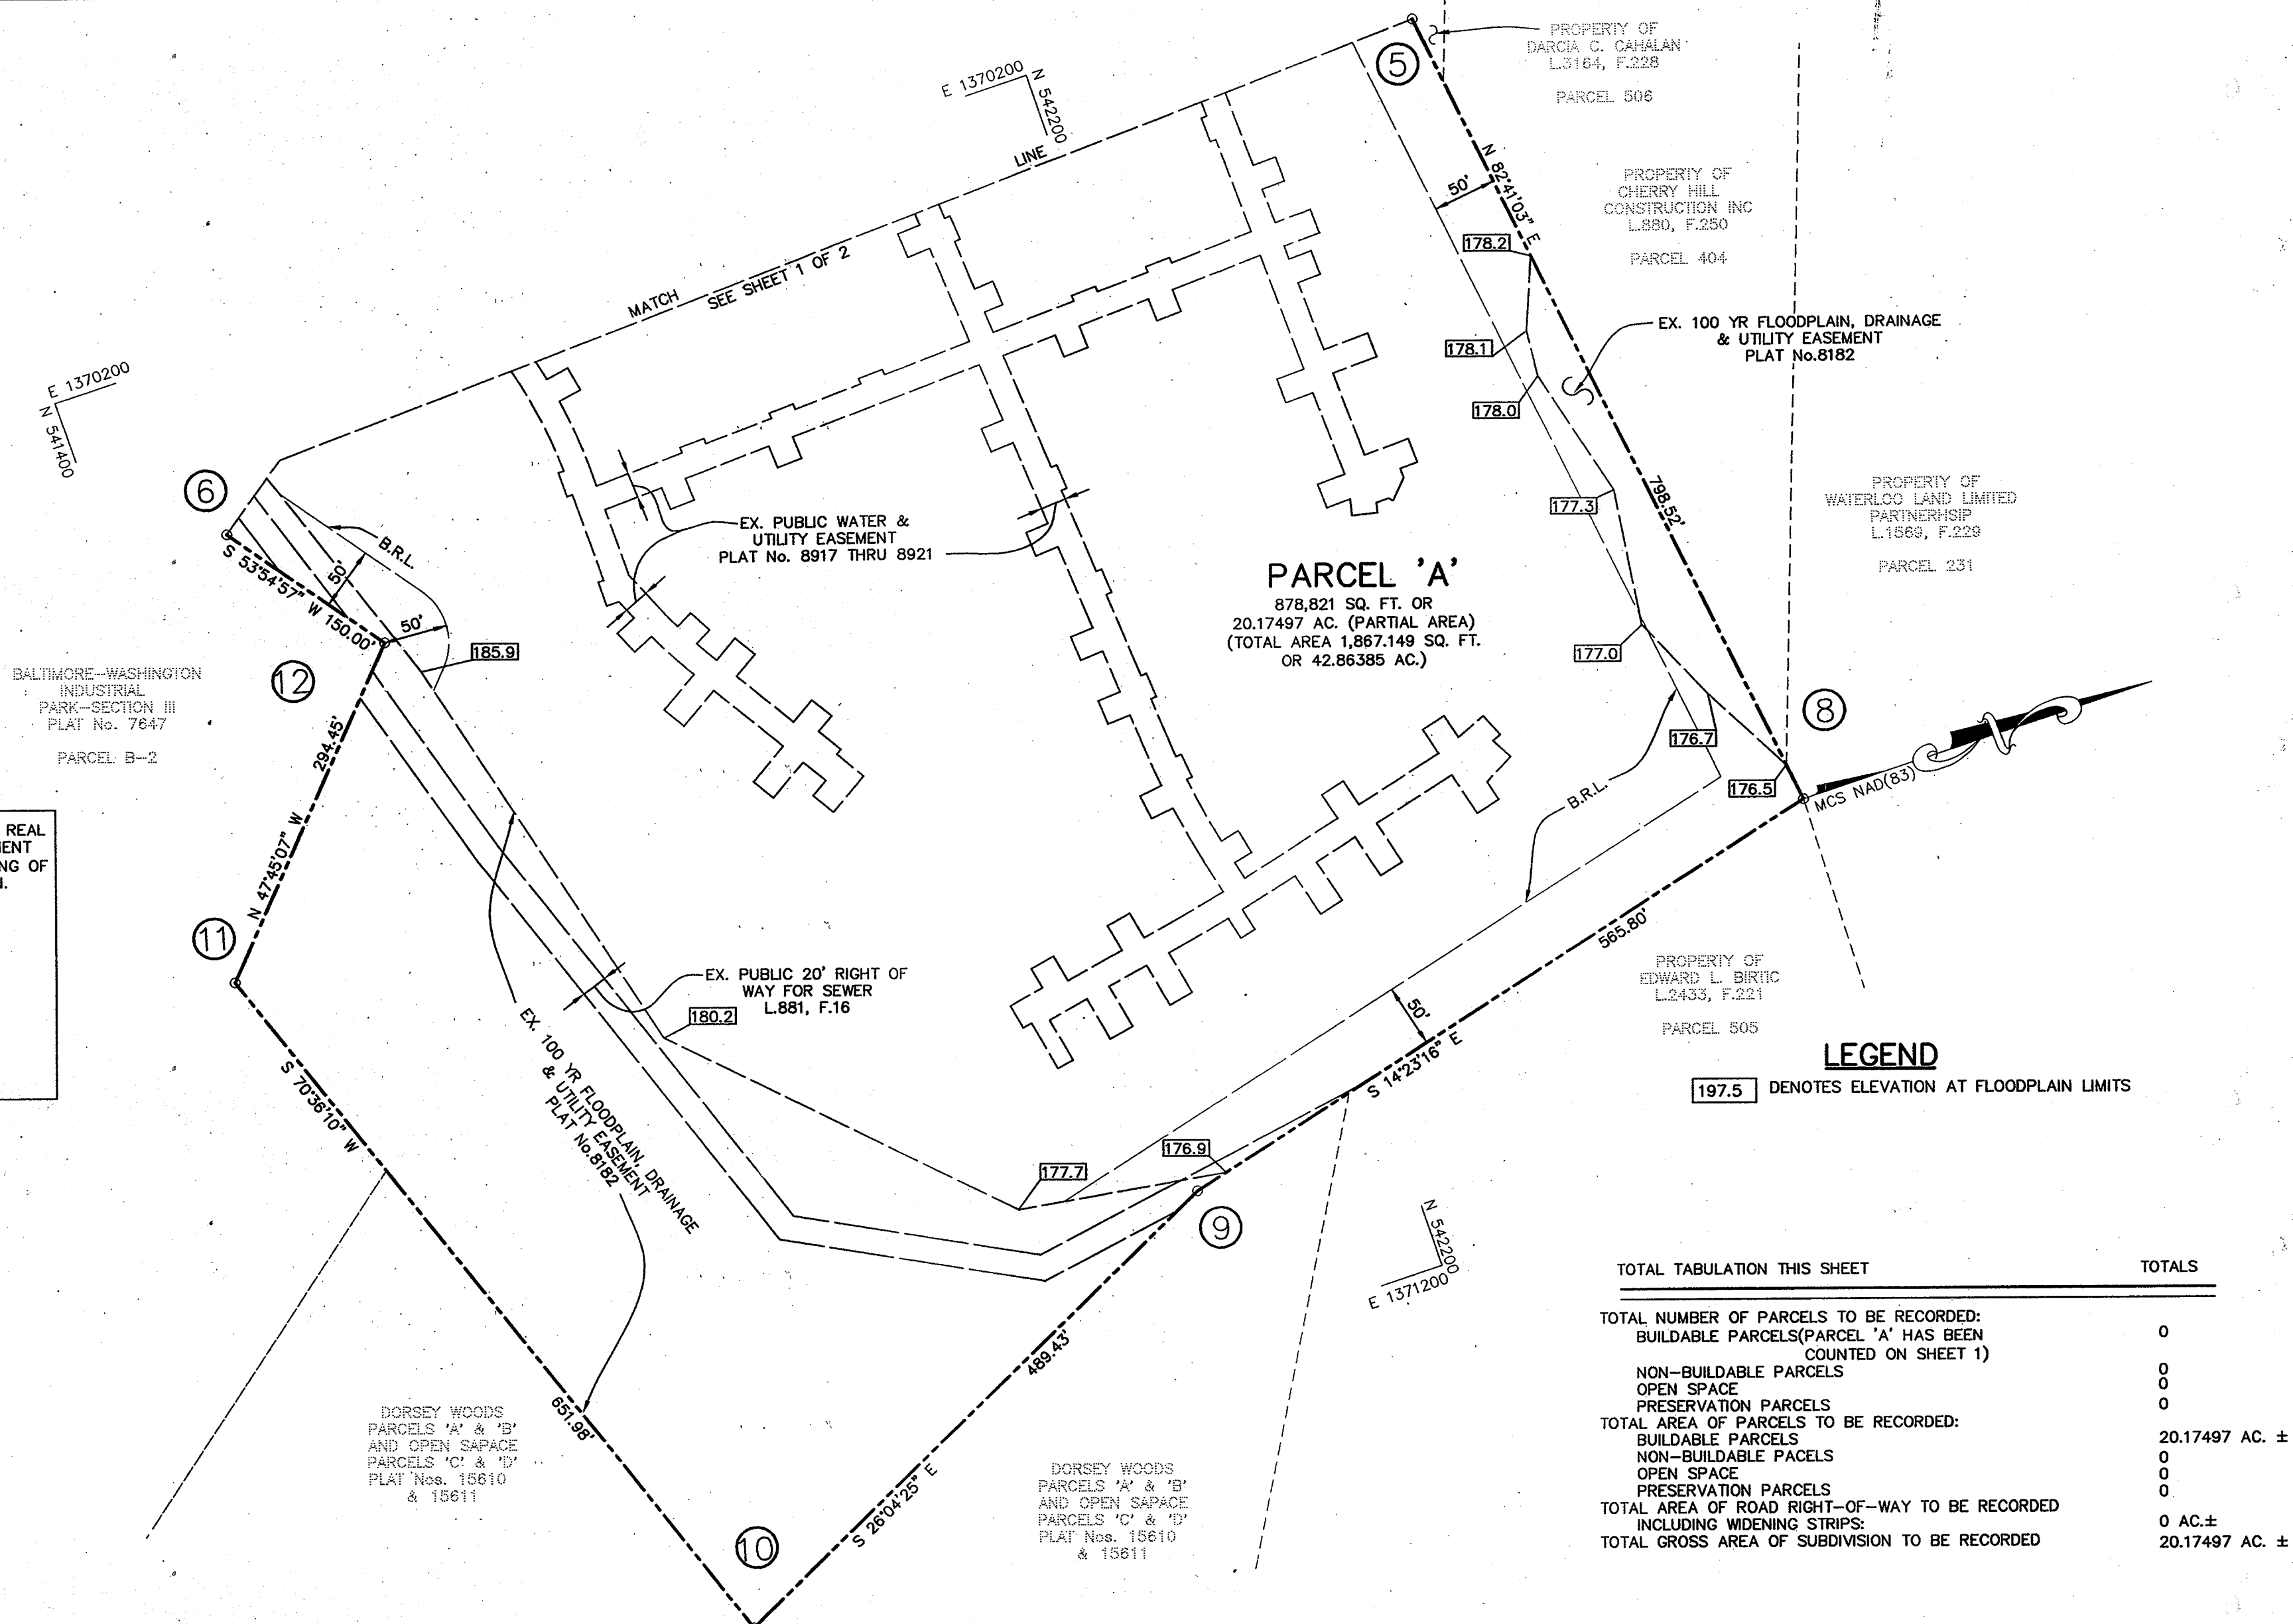 PROPERTY OF
DARCIA C. CAHALAN
L.3164, F.228
PARCEL 506
5
E 1370200
N 542200
MATCH
LINE
SEE SHEET 1 OF 2
N 82°41'03" E
50'
798.52'
PROPERTY OF
CHERRY HILL
CONSTRUCTION INC
L.880, F.250
PARCEL 404
178.2
178.1
178.0
177.3
177.0
176.7
176.5
EX. 100 YR FLOODPLAIN, DRAINAGE
& UTILITY EASEMENT
PLAT No.8182
E 1370200
N 541400
6
S 53°54'57" W
150.00'
50'
B.R.L.
50'
185.9
12
EX. PUBLIC WATER &
UTILITY EASEMENT
PLAT No. 8917 THRU 8921
PARCEL 'A'
878,821 SQ. FT. OR
20.17497 AC. (PARTIAL AREA)
(TOTAL AREA 1,867.149 SQ. FT.
OR 42.86385 AC.)
PROPERTY OF
WATERLOO LAND LIMITED
PARTNERHSIP
L.1569, F.229
PARCEL 231
8
N
MCS NAD(83)
BALTIMORE-WASHINGTON
INDUSTRIAL
PARK-SECTION III
PLAT No. 7647
PARCEL B-2
294.45'
N 47°45'07" W
REAL
NG OF
11
B.R.L.
565.80'
50'
S 14°23'16" E
PROPERTY OF
EDWARD L. BIRTIC
L.2433, F.221
PARCEL 505
LEGEND
197.5 DENOTES ELEVATION AT FLOODPLAIN LIMITS
EX. PUBLIC 20' RIGHT OF
WAY FOR SEWER
L.881, F.16
180.2
EX. 100 YR FLOODPLAIN, DRAINAGE
& UTILITY EASEMENT
PLAT No.8182
S 70°36'10" W
651.98'
177.7
176.9
9
N 542200
E 1371200
489.43'
S 26°04'25" E
10
DORSEY WOODS
PARCELS 'A' & 'B'
AND OPEN SAPACE
PARCELS 'C' & 'D'
PLAT Nos. 15610
& 15611
DORSEY WOODS
PARCELS 'A' & 'B'
AND OPEN SAPACE
PARCELS 'C' & 'D'
PLAT Nos. 15610
& 15611
TOTAL TABULATION THIS SHEET TOTALS
TOTAL NUMBER OF PARCELS TO BE RECORDED:
BUILDABLE PARCELS(PARCEL 'A' HAS BEEN 0
COUNTED ON SHEET 1)
NON-BUILDABLE PARCELS 0
OPEN SPACE 0
PRESERVATION PARCELS 0
TOTAL AREA OF PARCELS TO BE RECORDED:
BUILDABLE PARCELS 20.17497 AC. ±
NON-BUILDABLE PACELS 0
OPEN SPACE 0
PRESERVATION PARCELS 0
TOTAL AREA OF ROAD RIGHT-OF-WAY TO BE RECORDED
INCLUDING WIDENING STRIPS: 0 AC.±
TOTAL GROSS AREA OF SUBDIVISION TO BE RECORDED 20.17497 AC. ±